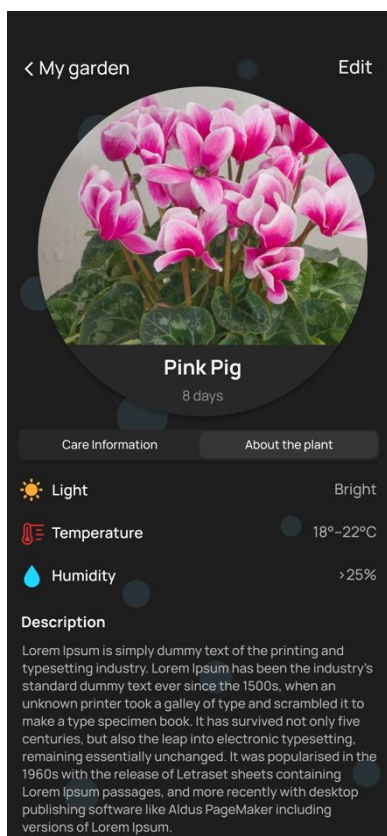 < My garden
Edit
Pink Pig
8 days
Care Information
About the plant
Light
Bright
Temperature
18°–22°C
Humidity
>25%
Description
Lorem Ipsum is simply dummy text of the printing and
typesetting industry. Lorem Ipsum has been the industry's
standard dummy text ever since the 1500s, when an
unknown printer took a galley of type and scrambled it to
make a type specimen book. It has survived not only five
centuries, but also the leap into electronic typesetting,
remaining essentially unchanged. It was popularised in the
1960s with the release of Letraset sheets containing
Lorem Ipsum passages, and more recently with desktop
publishing software like Aldus PageMaker including
versions of Lorem Ipsum.